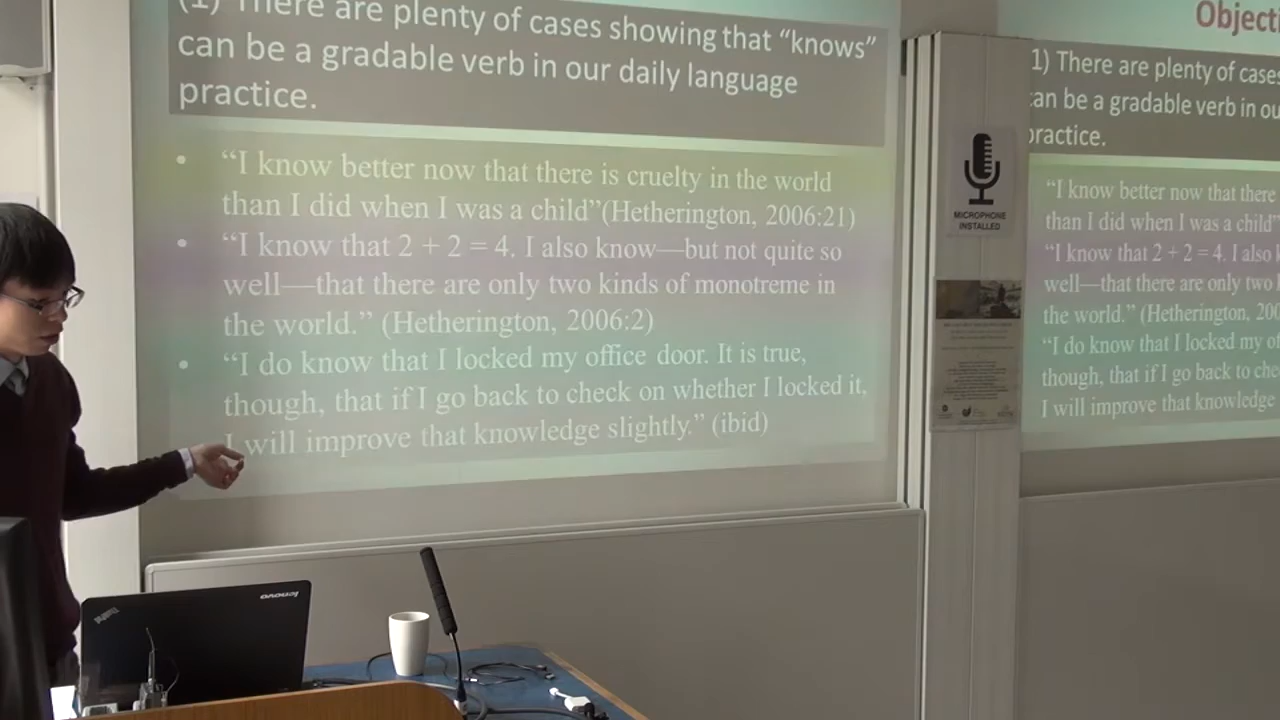 (1) There are plenty of cases showing that “knows”
can be a gradable verb in our daily language
practice.
• “I know better now that there is cruelty in the world
than I did when I was a child”(Hetherington, 2006:21)
• “I know that 2 + 2 = 4. I also know—but not quite so
well—that there are only two kinds of monotreme in
the world.” (Hetherington, 2006:2)
• “I do know that I locked my office door. It is true,
though, that if I go back to check on whether I locked it,
I will improve that knowledge slightly.” (ibid)
MICROPHONE
INSTALLED
Objecti
1) There are plenty of cases
can be a gradable verb in ou
practice.
“I know better now that there
than I did when I was a child”
“I know that 2 + 2 = 4. I also k
well—that there are only two k
the world.” (Hetherington, 200
“I do know that I locked my of
though, that if I go back to che
I will improve that knowledge
lenovo
ThinkPad